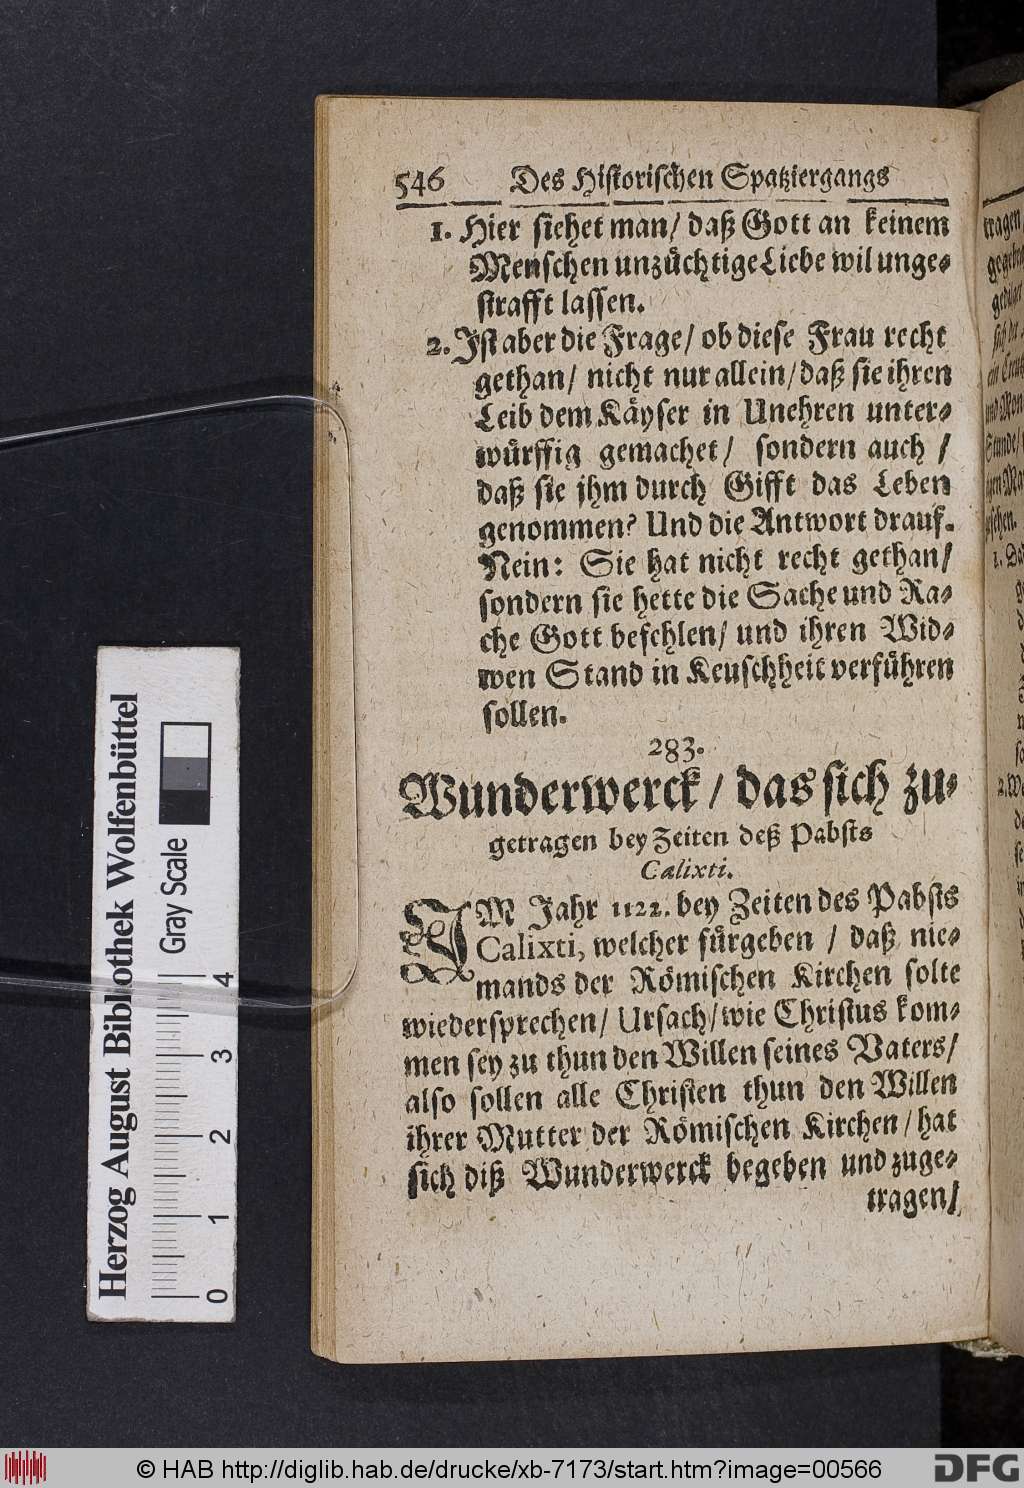 546 Des Historischen Spatziergangs
1. Hier siehet man/ daß Gott an keinem
Menschen unzüchtige Liebe wil unge-
strafft lassen.
2. Ist aber die Frage/ ob diese Frau recht
gethan/ nicht nur allein/ daß sie ihren
Leib dem Käyser in Unehren unter-
würffig gemachet/ sondern auch /
daß sie jhm durch Gifft das Leben
genommen? Und die Antwort drauf.
Nein: Sie hat nicht recht gethan/
sondern sie hette die Sache und Ra-
che Gott befehlen/ und ihren Wid-
wen Stand in Keuschheit verführen
sollen.
283.
Wunderwerck / das sich zu-
getragen bey Zeiten deß Pabsts
Calixti.
IM Jahr 1122. bey Zeiten des Pabsts
Calixti, welcher fürgeben / daß nie-
mands der Römischen Kirchen solte
wiedersprechen/ Ursach/ wie Christus kom-
men sey zu thun den Willen seines Vaters/
also sollen alle Christen thun den Willen
ihrer Mutter der Römischen Kirchen / hat
sich diß Wunderwerck begeben und zuge-
tragen/
tragen/
Herzog August Bibliothek Wolfenbüttel
Gray Scale
0 1 2 3 4
© HAB http://diglib.hab.de/drucke/xb-7173/start.htm?image=00566
DFG